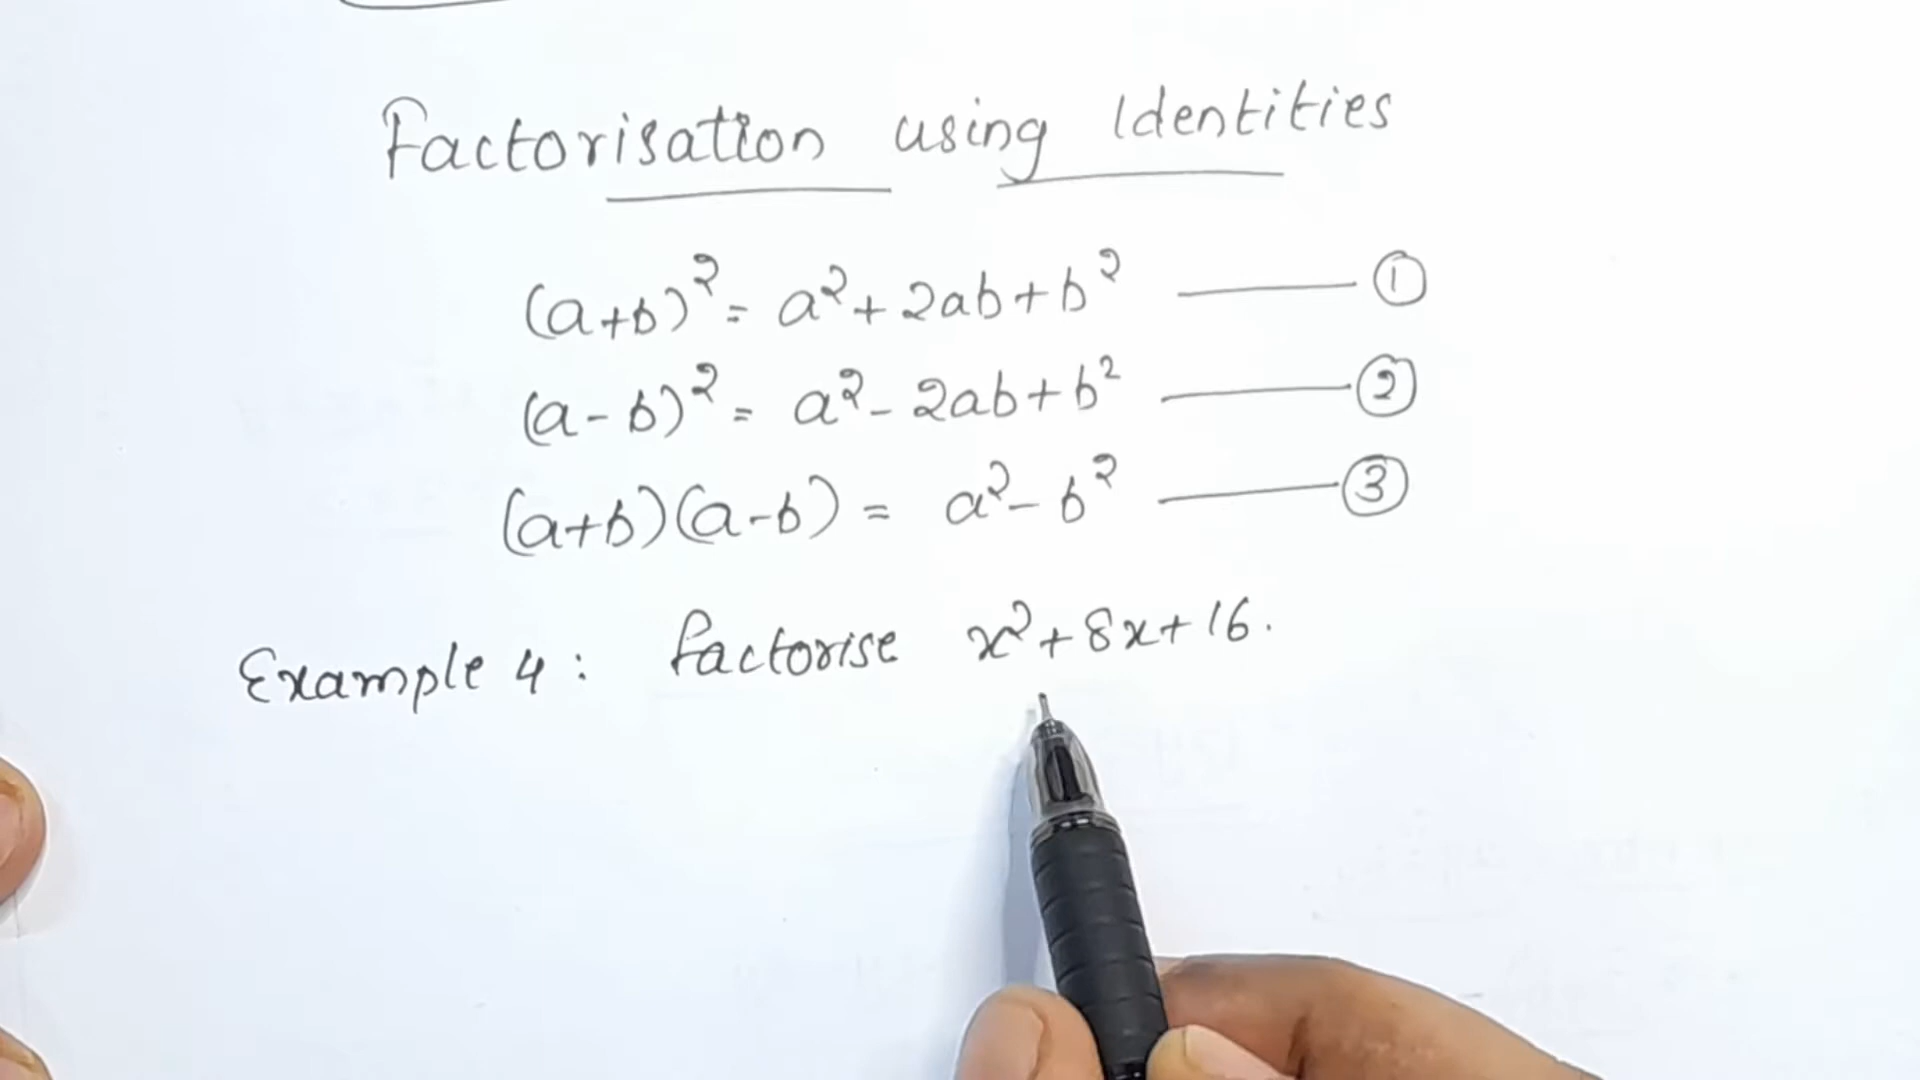 Factorisation using Identities
(a+b)² = a² + 2ab + b² ——— ①
(a-b)² = a² - 2ab + b² ——— ②
(a+b)(a-b) = a² - b² ——— ③
Example 4 : factorise x² + 8x + 16.